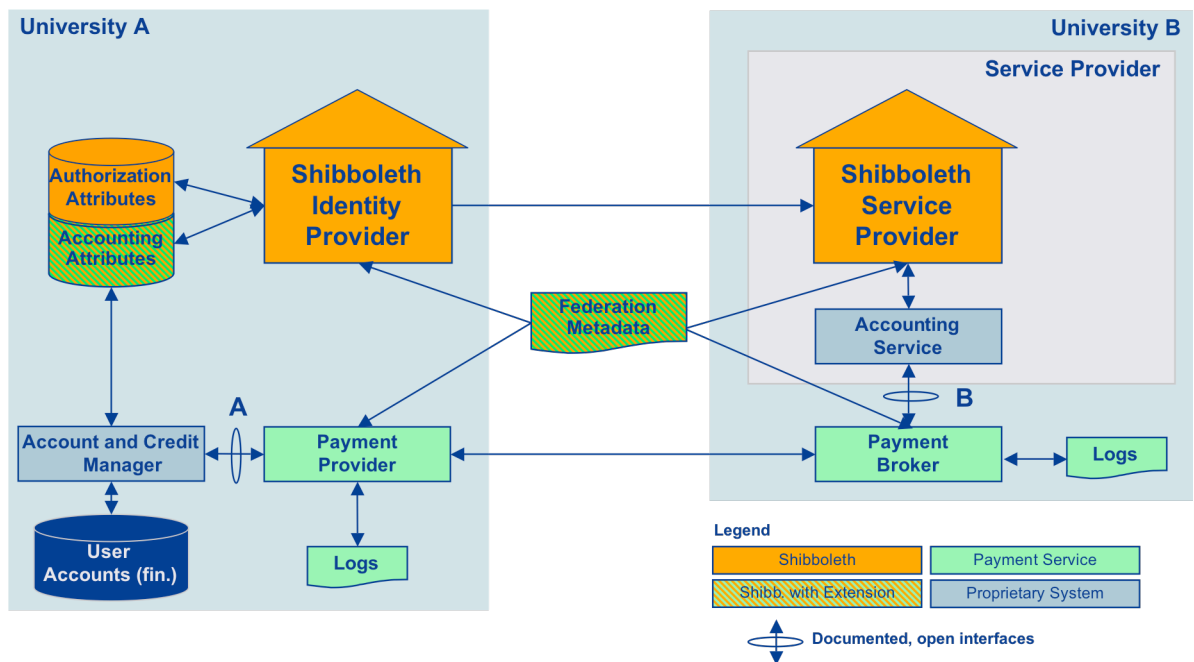 University A
University B
Service Provider
Authorization
Attributes
Accounting
Attributes
Shibboleth
Identity
Provider
Shibboleth
Service
Provider
Federation
Metadata
Accounting
Service
A
B
Account and Credit
Manager
Payment
Provider
Payment
Broker
Logs
User
Accounts (fin.)
Logs
Legend
Shibboleth
Payment Service
Shibb. with Extension
Proprietary System
Documented, open interfaces